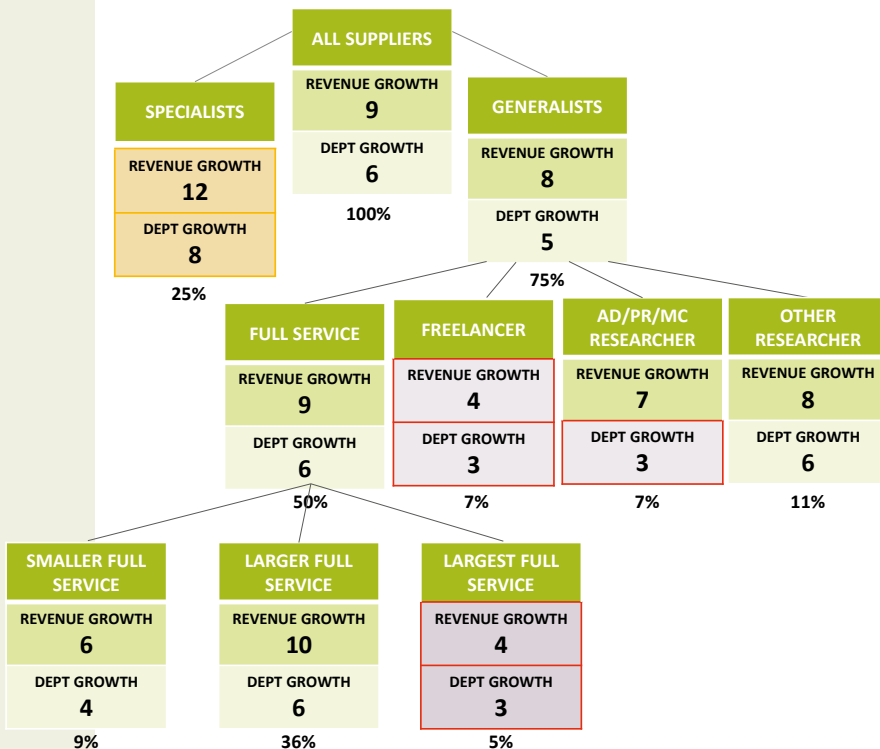 ALL SUPPLIERS
REVENUE GROWTH
9
DEPT GROWTH
6
100%
SPECIALISTS
REVENUE GROWTH
12
DEPT GROWTH
8
25%
GENERALISTS
REVENUE GROWTH
8
DEPT GROWTH
5
75%
FULL SERVICE
REVENUE GROWTH
9
DEPT GROWTH
6
50%
FREELANCER
REVENUE GROWTH
4
DEPT GROWTH
3
7%
AD/PR/MC
RESEARCHER
REVENUE GROWTH
7
DEPT GROWTH
3
7%
OTHER
RESEARCHER
REVENUE GROWTH
8
DEPT GROWTH
6
11%
SMALLER FULL
SERVICE
REVENUE GROWTH
6
DEPT GROWTH
4
9%
LARGER FULL
SERVICE
REVENUE GROWTH
10
DEPT GROWTH
6
36%
LARGEST FULL
SERVICE
REVENUE GROWTH
4
DEPT GROWTH
3
5%